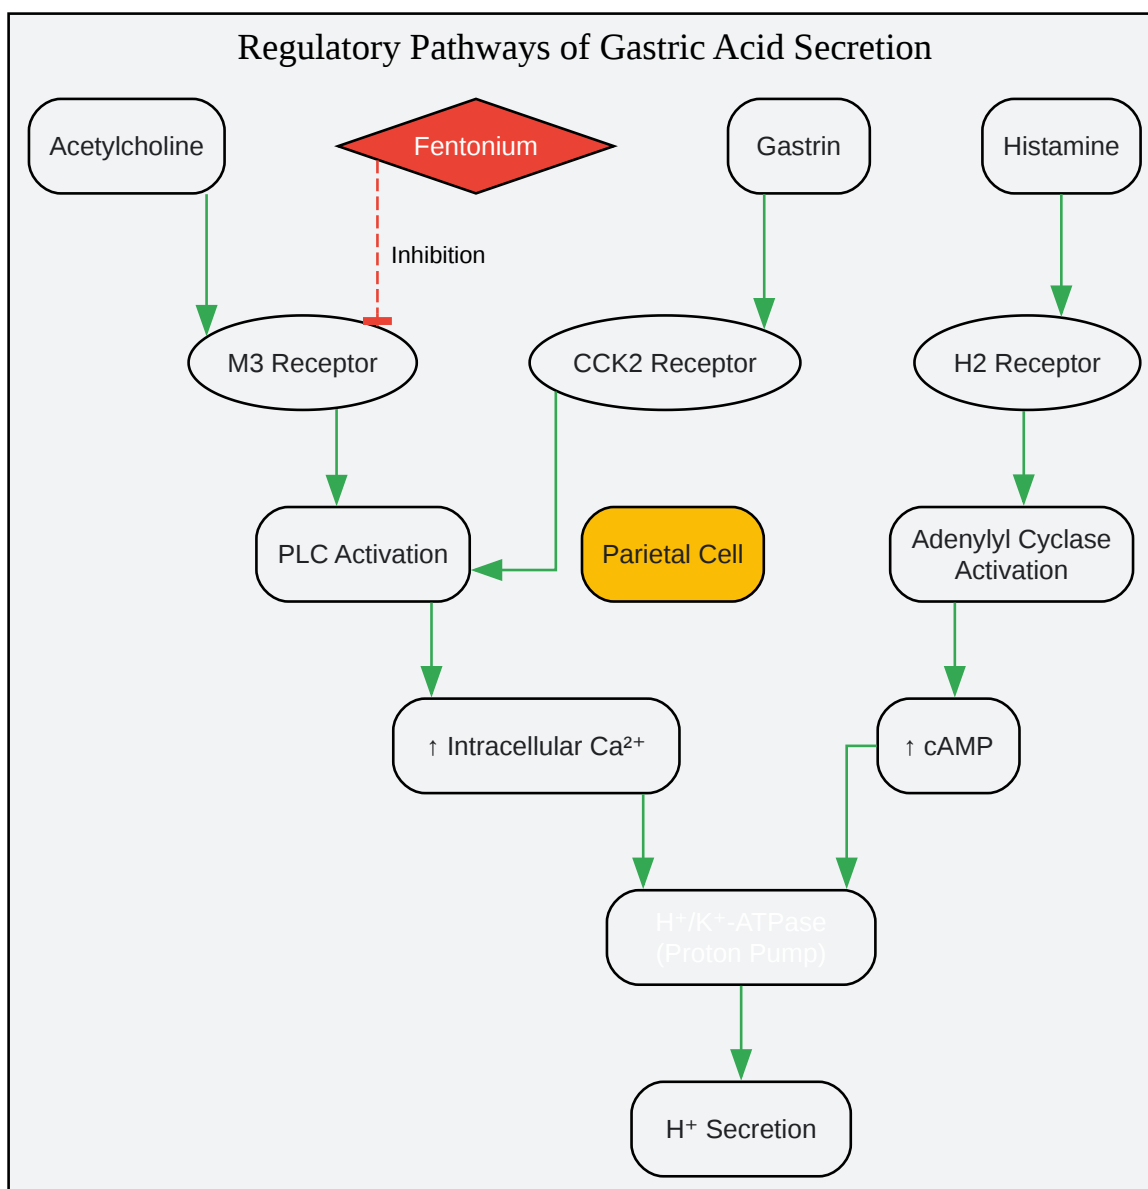 Regulatory Pathways of Gastric Acid Secretion
Acetylcholine
Fentonium
Gastrin
Histamine
Inhibition
M3 Receptor
CCK2 Receptor
H2 Receptor
PLC Activation
Parietal Cell
Adenylyl Cyclase
Activation
↑ Intracellular Ca²⁺
↑ cAMP
H⁺/K⁺-ATPase
(Proton Pump)
H⁺ Secretion